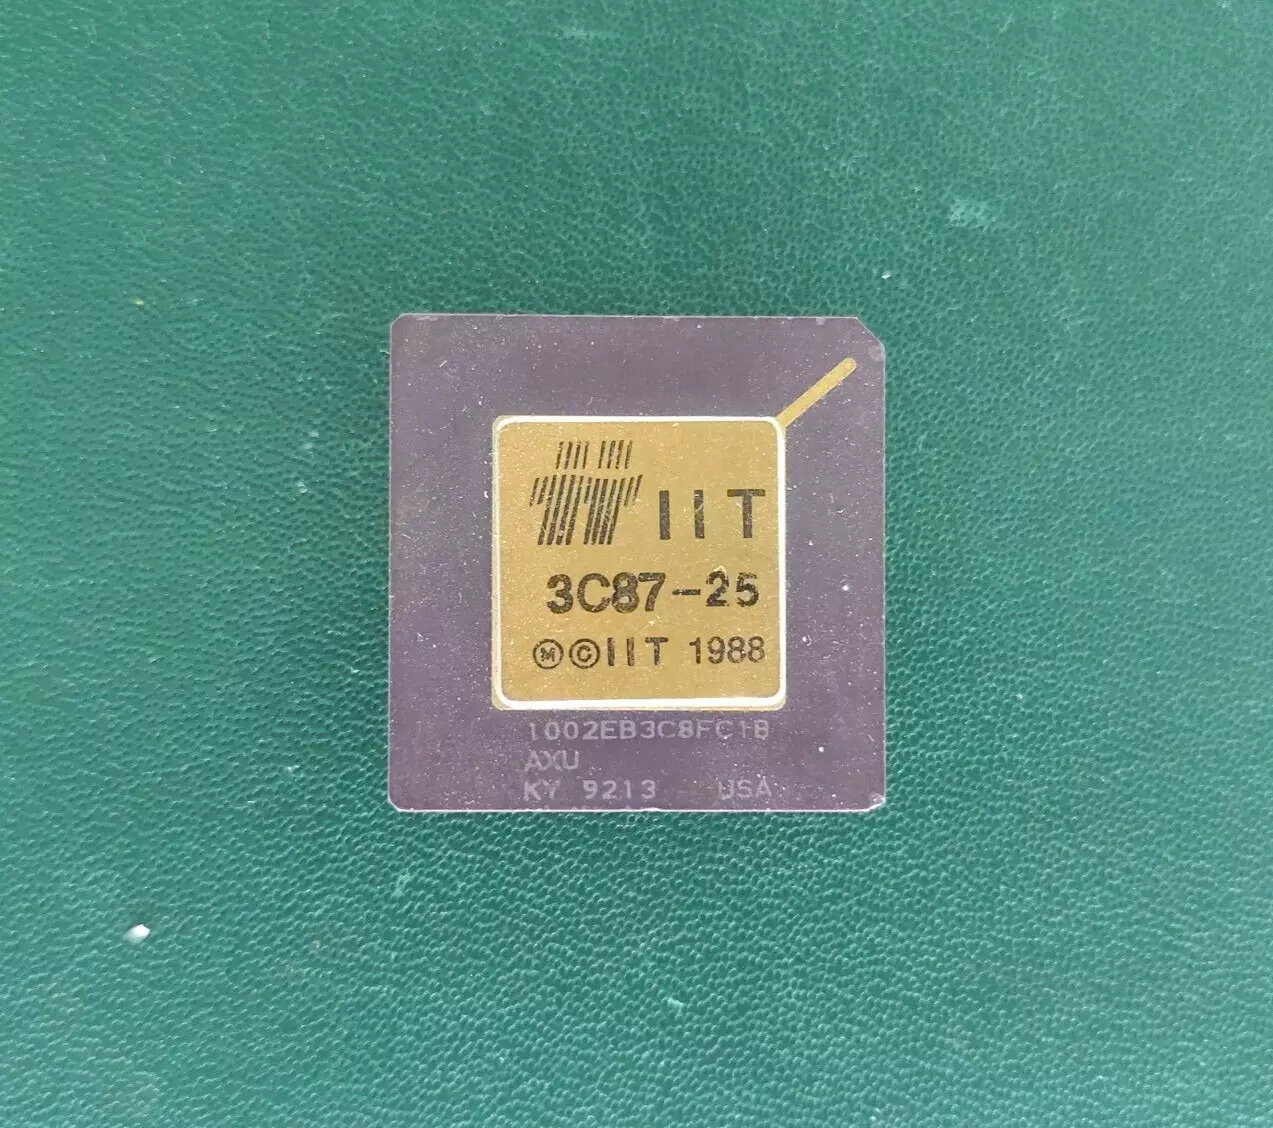 IIT
3C87-25
Ⓜ©IIT 1988
1002EB3C8FC1B
AXU
KY 9213 USA